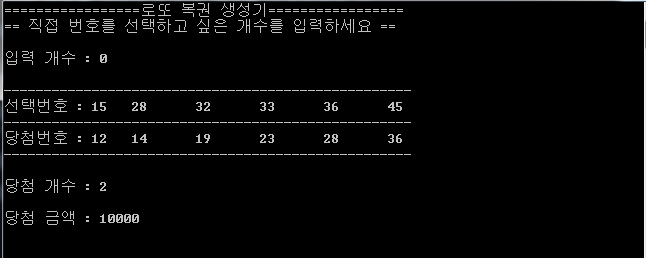 =================로또 복권 생성기=================
== 직접 번호를 선택하고 싶은 개수를 입력하세요 ==
입력 개수 : 0
---------------------------------------------------
선택번호 : 15 28 32 33 36 45
---------------------------------------------------
당첨번호 : 12 14 19 23 28 36
---------------------------------------------------
당첨 개수 : 2
당첨 금액 : 10000